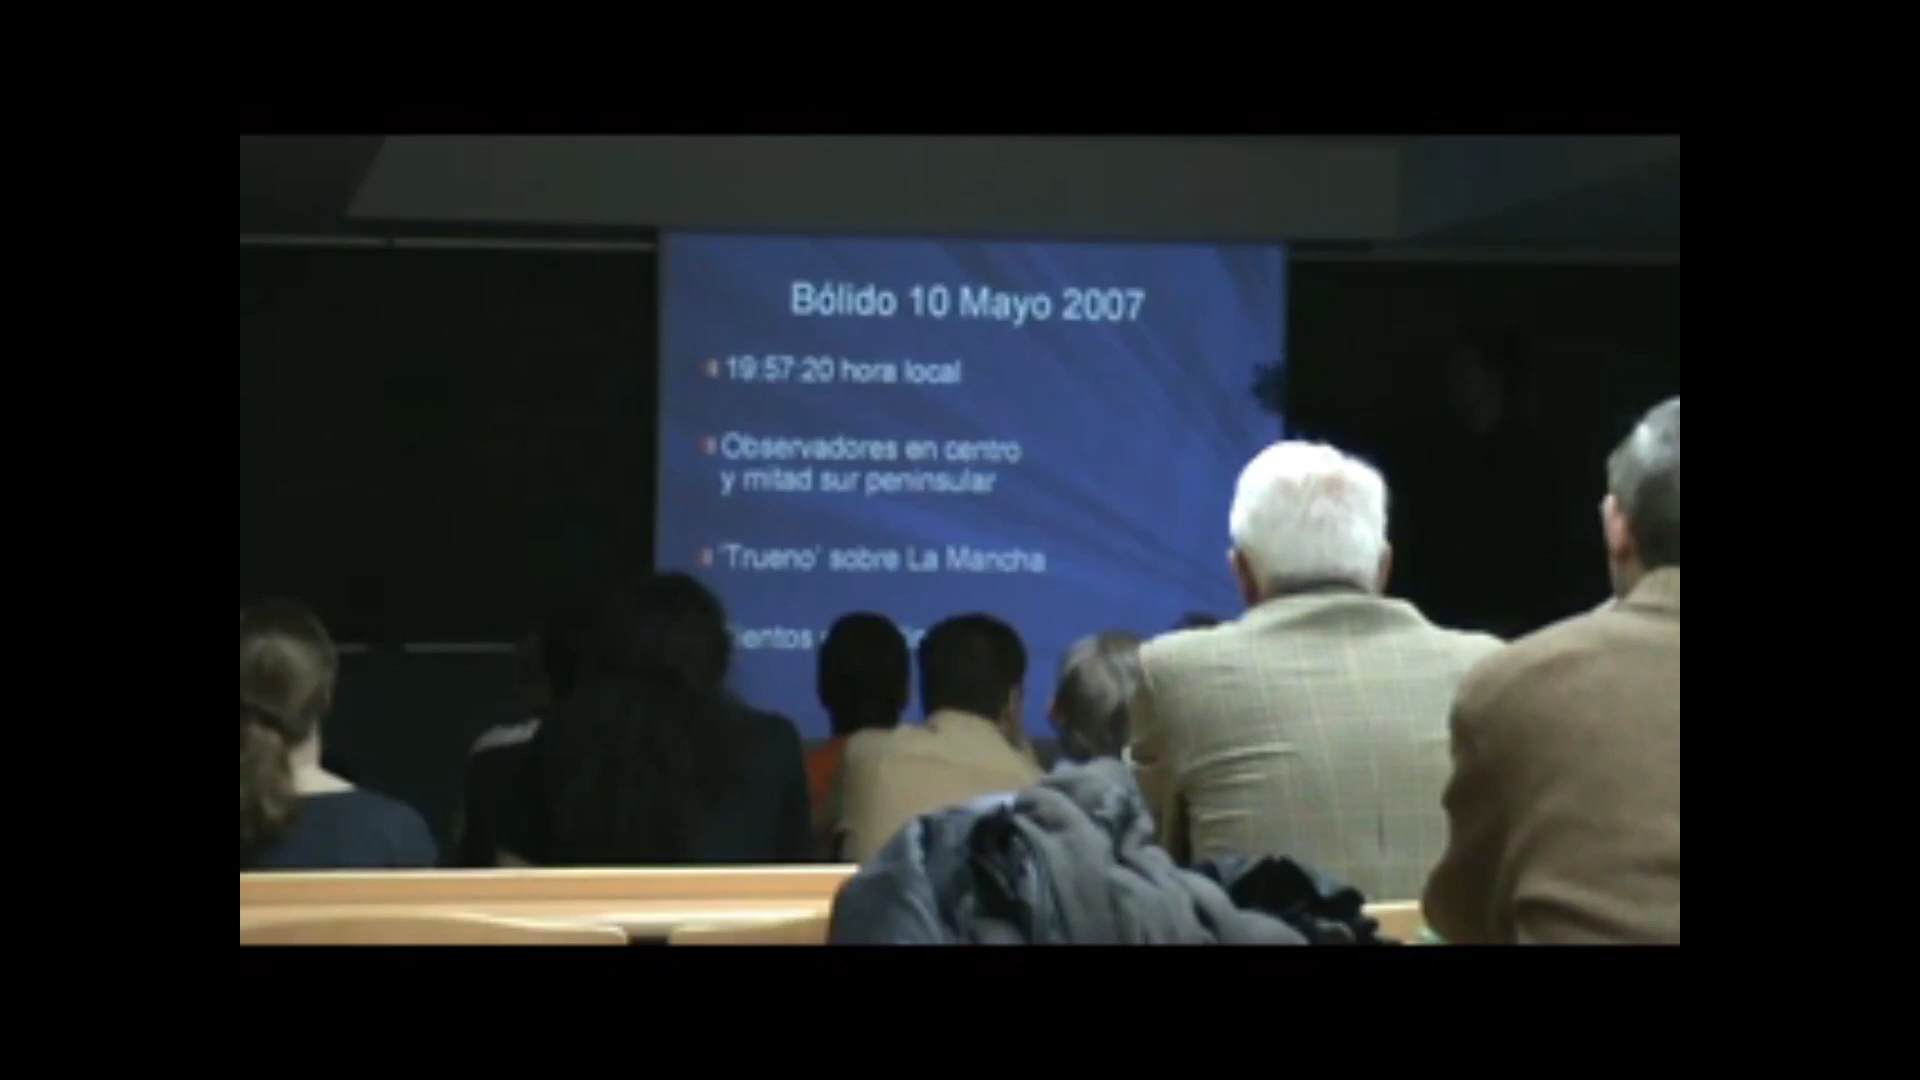 Bólido 10 Mayo 2007
19:57:20 hora local
Observadores en centro
y mitad sur peninsular
'Trueno' sobre La Mancha